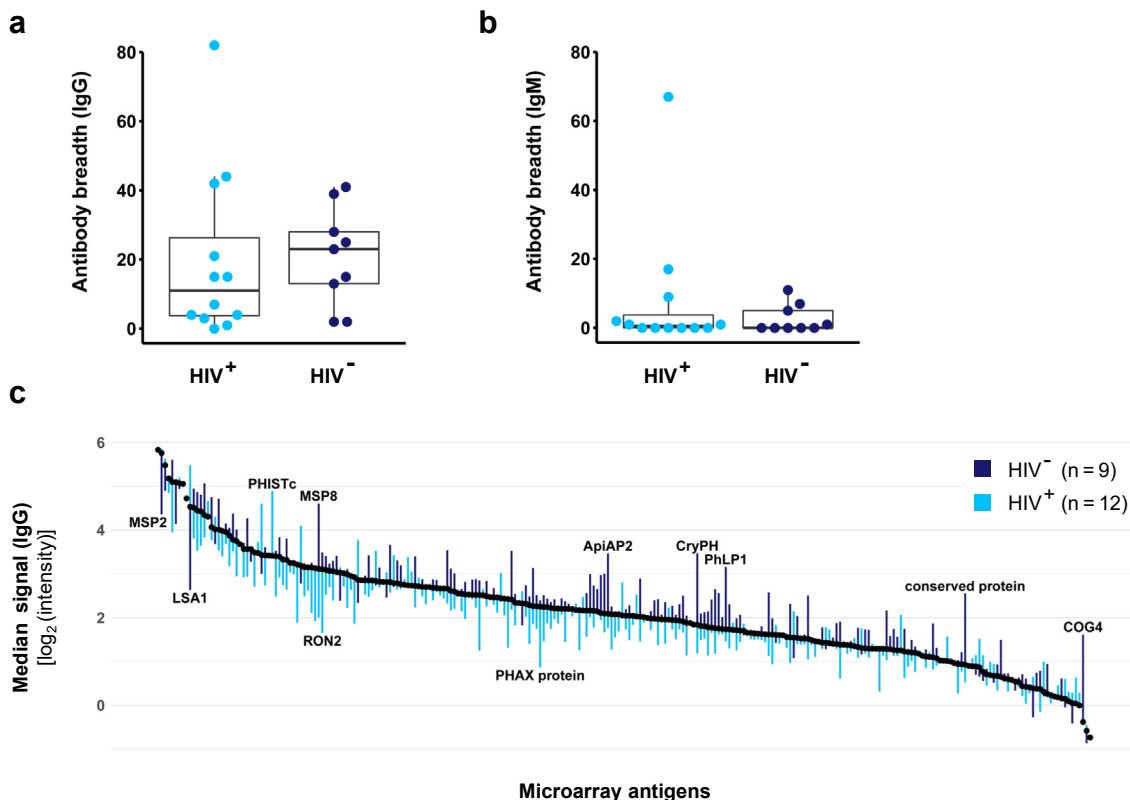 a
Antibody breadth (IgG)
80
60
40
20
0
HIV+
HIV-
b
Antibody breadth (IgM)
80
60
40
20
0
HIV+
HIV-
c
Median signal (IgG)
[log2 (intensity)]
6
4
2
0
HIV- (n = 9)
HIV+ (n = 12)
PHISTc
MSP8
MSP2
LSA1
RON2
ApiAP2
CryPH
PhLP1
PHAX protein
conserved protein
COG4
Microarray antigens